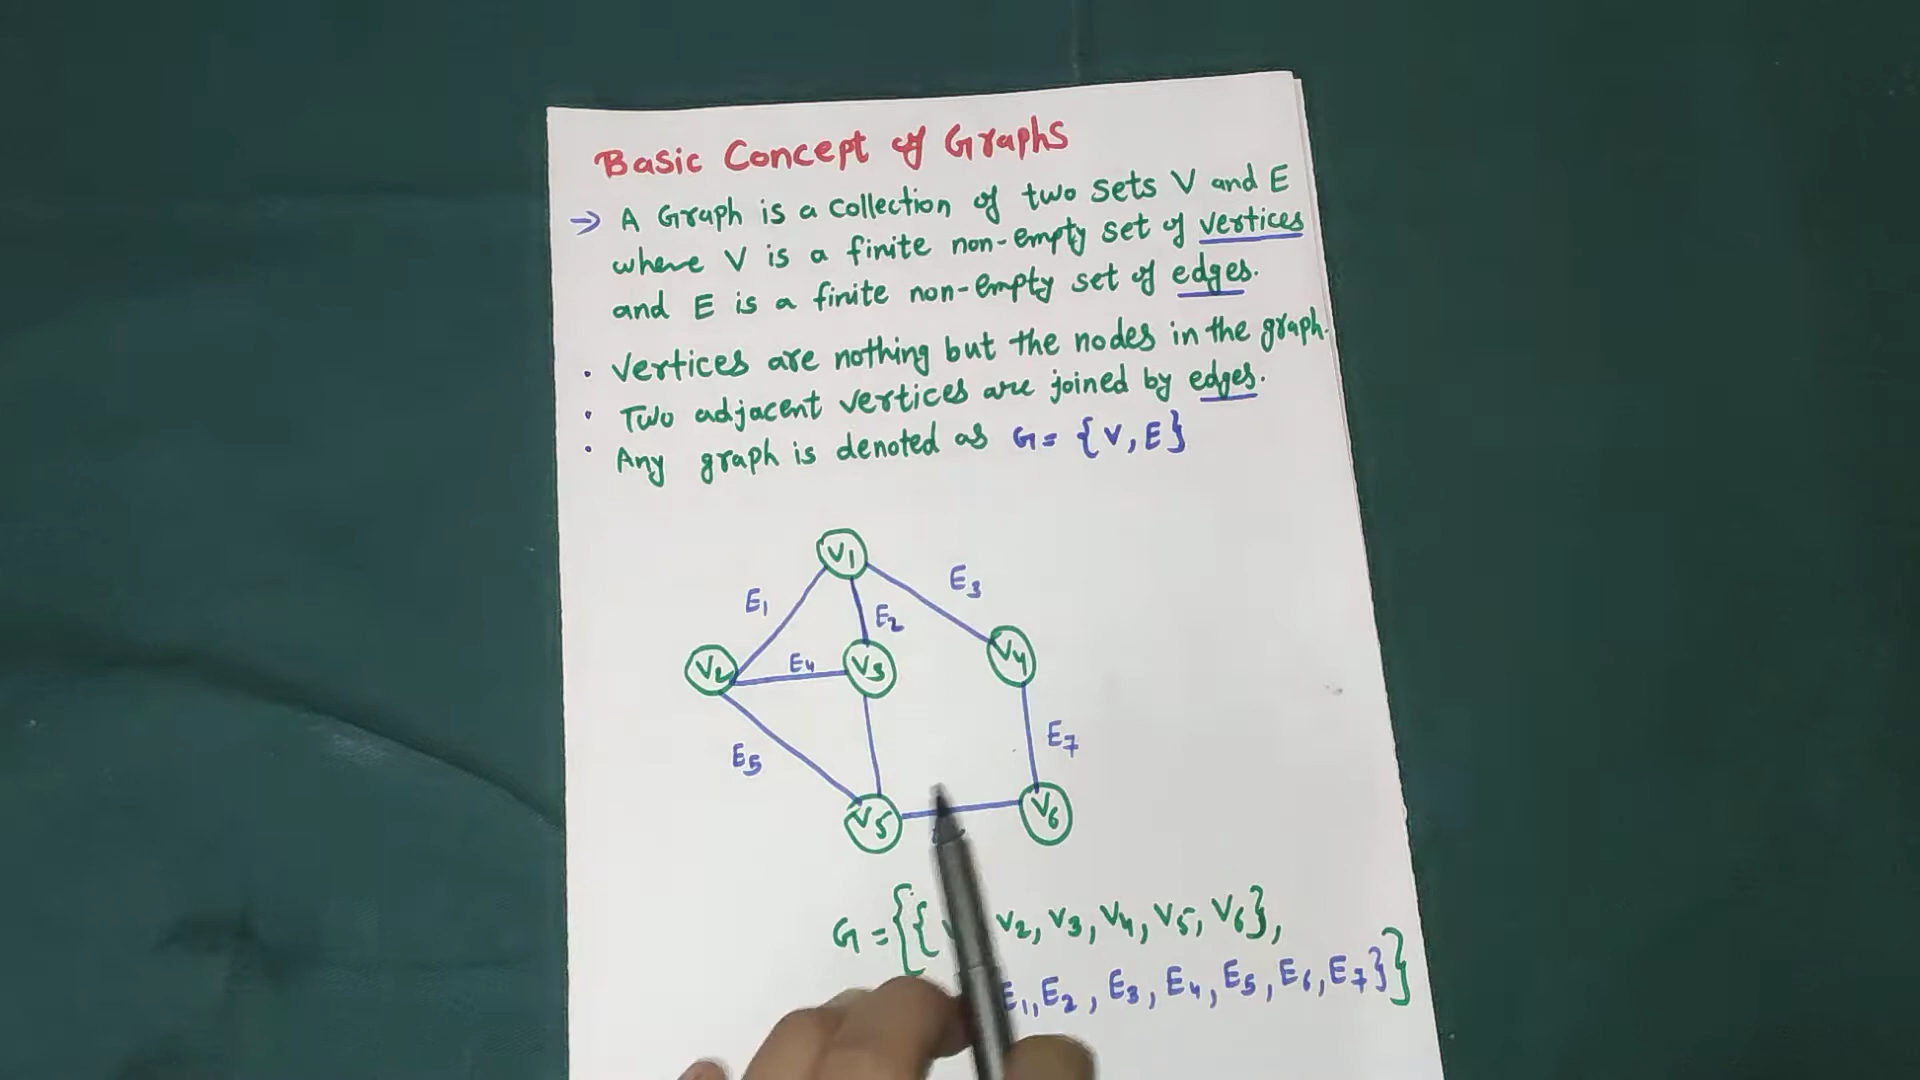 Basic Concept of Graphs
→ A Graph is a collection of two sets V and E
where V is a finite non-empty set of vertices
and E is a finite non-empty set of edges.
· Vertices are nothing but the nodes in the graph.
· Two adjacent vertices are joined by edges.
· Any graph is denoted as G = {V, E}
V1
E1
E2
E3
V2
E4
V3
V4
E5
E7
V5
V6
G = {{ V2, V3, V4, V5, V6},
E1, E2, E3, E4, E5, E6, E7}}